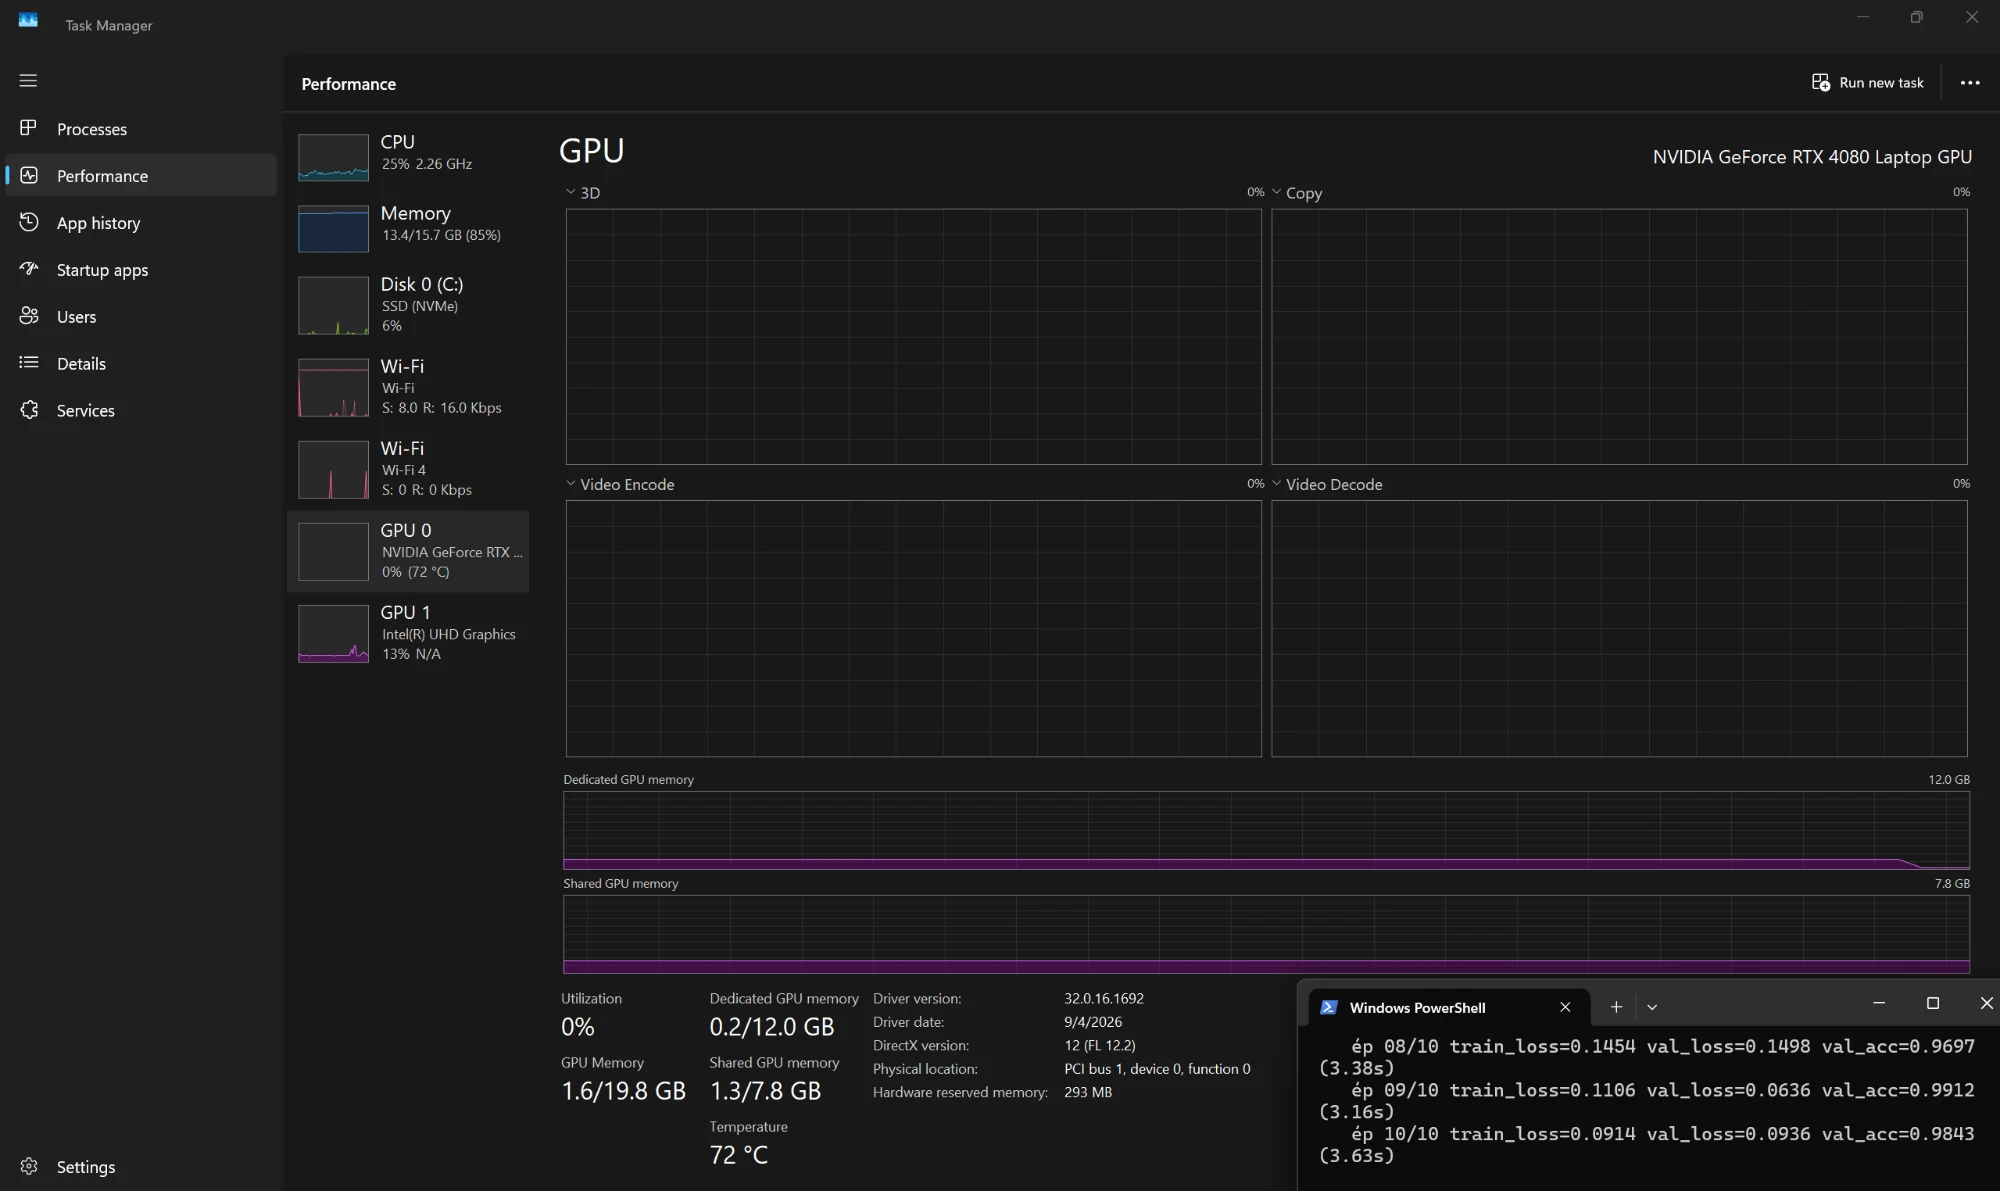 Task Manager
Performance
Run new task
Processes
Performance
App history
Startup apps
Users
Details
Services
Settings
CPU
25% 2.26 GHz
Memory
13.4/15.7 GB (85%)
Disk 0 (C:)
SSD (NVMe)
6%
Wi-Fi
Wi-Fi
S: 8.0 R: 16.0 Kbps
Wi-Fi
Wi-Fi 4
S: 0 R: 0 Kbps
GPU 0
NVIDIA GeForce RTX ...
0% (72 °C)
GPU 1
Intel(R) UHD Graphics
13% N/A
GPU
NVIDIA GeForce RTX 4080 Laptop GPU
3D 0%
Copy 0%
Video Encode 0%
Video Decode 0%
Dedicated GPU memory 12.0 GB
Shared GPU memory 7.8 GB
Utilization
0%
GPU Memory
1.6/19.8 GB
Dedicated GPU memory
0.2/12.0 GB
Shared GPU memory
1.3/7.8 GB
Temperature
72 °C
Driver version: 32.0.16.1692
Driver date: 9/4/2026
DirectX version: 12 (FL 12.2)
Physical location: PCI bus 1, device 0, function 0
Hardware reserved memory: 293 MB
Windows PowerShell
ép 08/10 train_loss=0.1454 val_loss=0.1498 val_acc=0.9697
(3.38s)
ép 09/10 train_loss=0.1106 val_loss=0.0636 val_acc=0.9912
(3.16s)
ép 10/10 train_loss=0.0914 val_loss=0.0936 val_acc=0.9843
(3.63s)